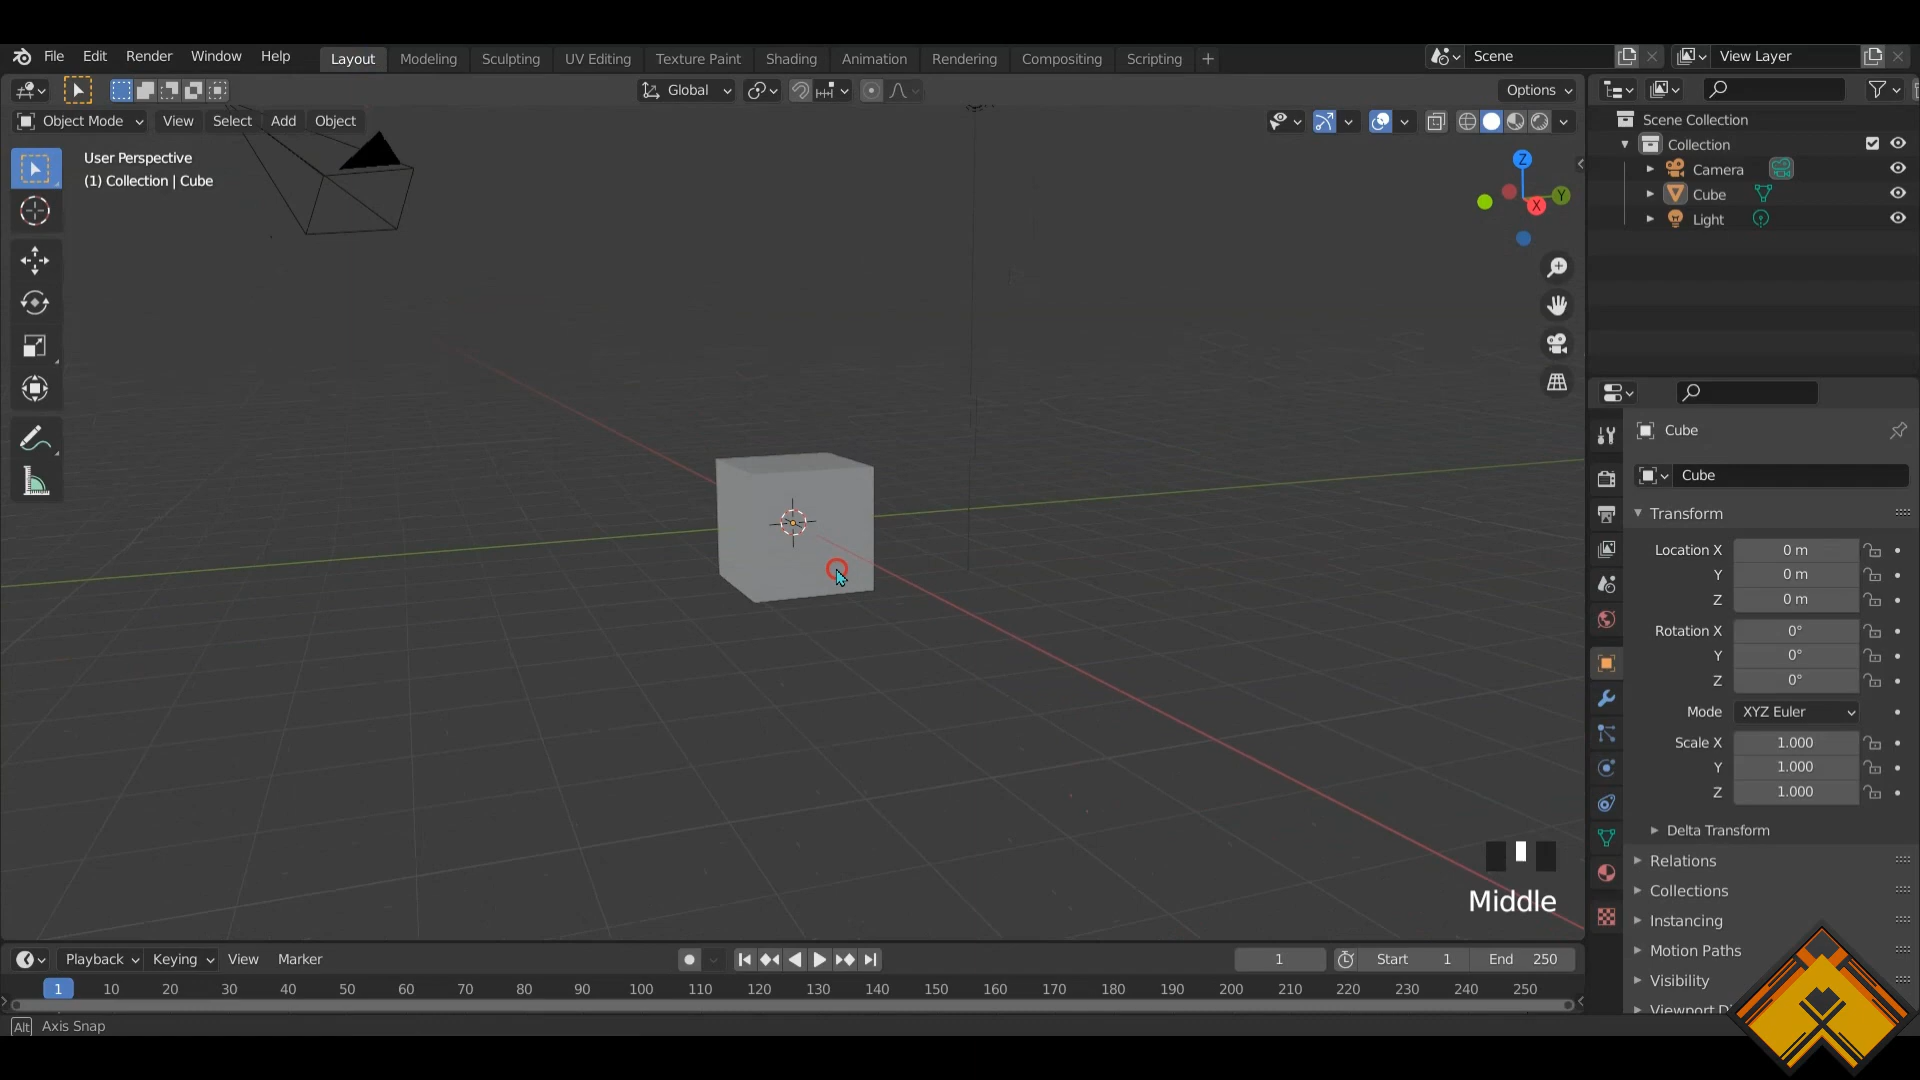 File Edit Render Window Help
Layout Modeling Sculpting UV Editing Texture Paint Shading Animation Rendering Compositing Scripting +
Scene
View Layer
Global
Options
Object Mode View Select Add Object
User Perspective
(1) Collection | Cube
Z
Y
X
Scene Collection
Collection
Camera
Cube
Light
Cube
Cube
Transform
Location X 0 m
Y 0 m
Z 0 m
Rotation X 0°
Y 0°
Z 0°
Mode XYZ Euler
Scale X 1.000
Y 1.000
Z 1.000
Delta Transform
Relations
Collections
Instancing
Motion Paths
Visibility
Viewport D
Middle
Playback Keying View Marker
1
Start 1
End 250
1 10 20 30 40 50 60 70 80 90 100 110 120 130 140 150 160 170 180 190 200 210 220 230 240 250
Alt Axis Snap